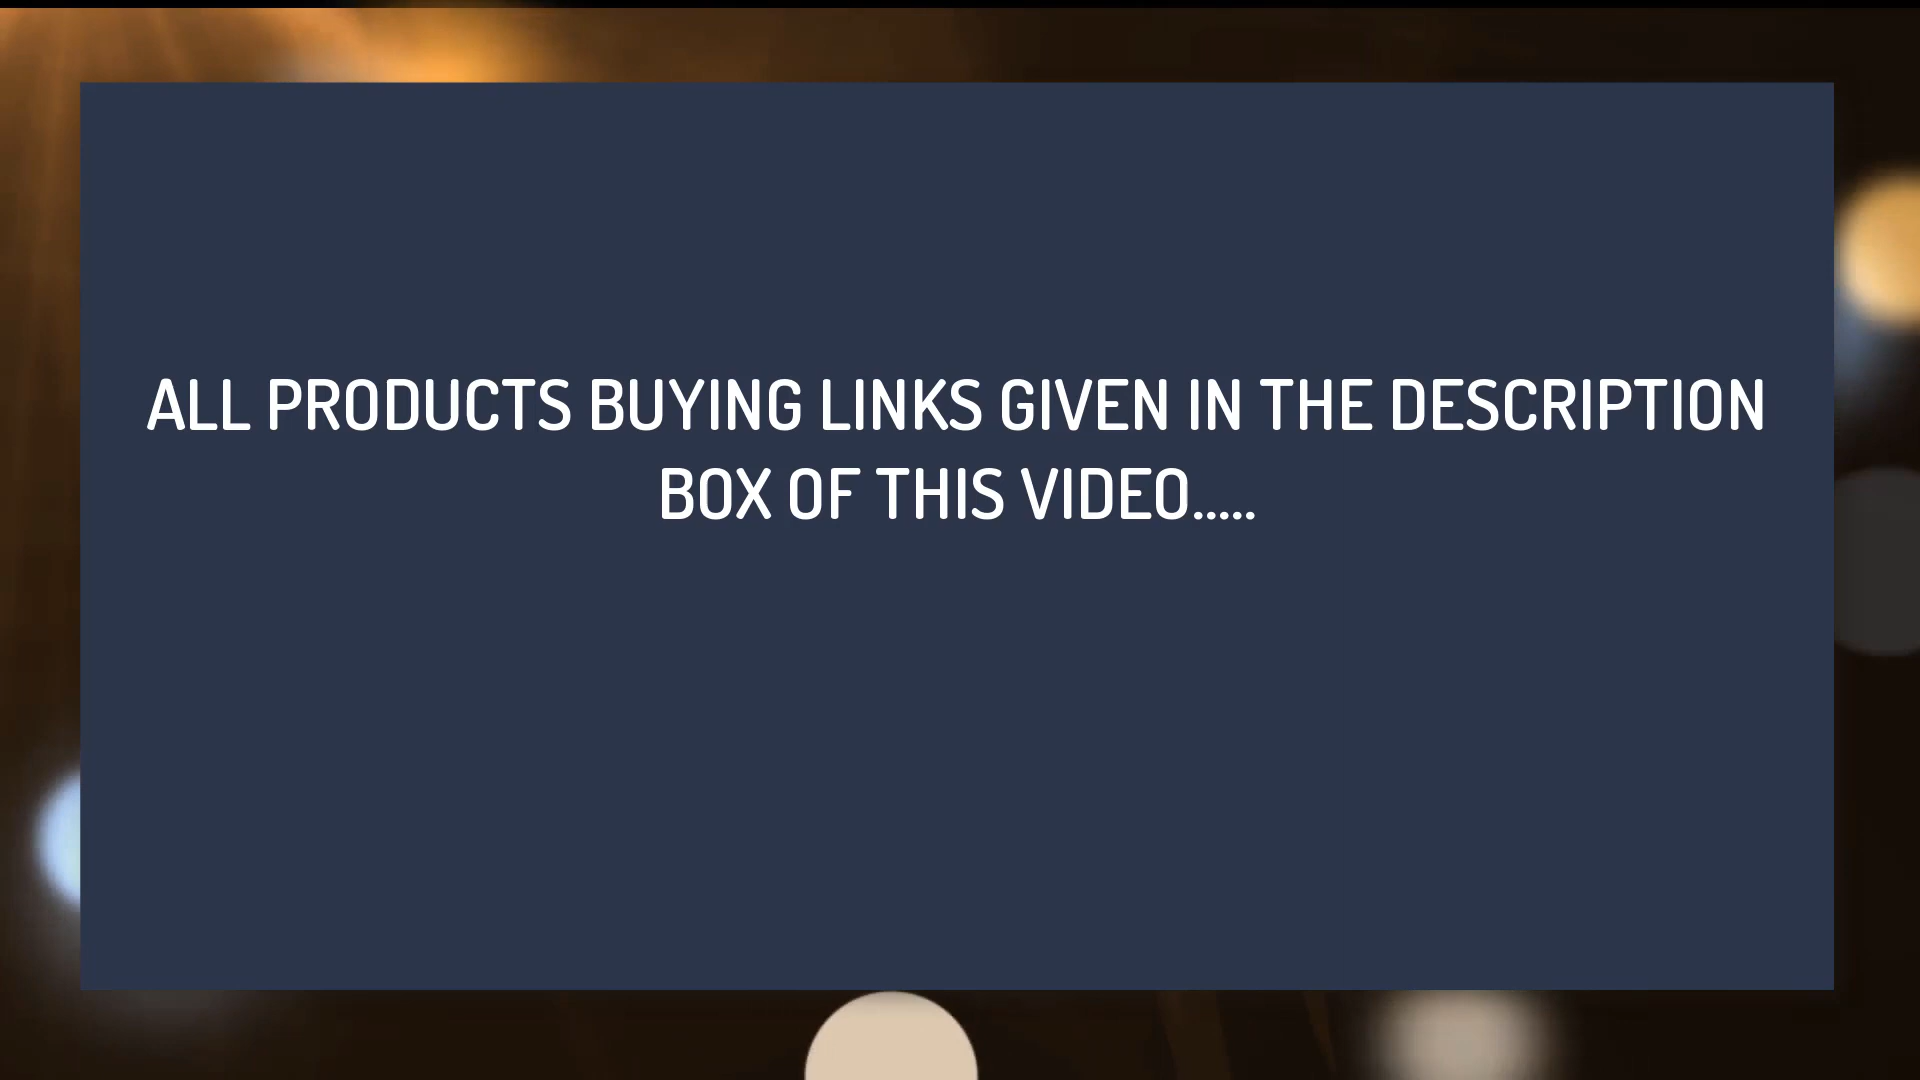 ALL PRODUCTS BUYING LINKS GIVEN IN THE DESCRIPTION
BOX OF THIS VIDEO.....